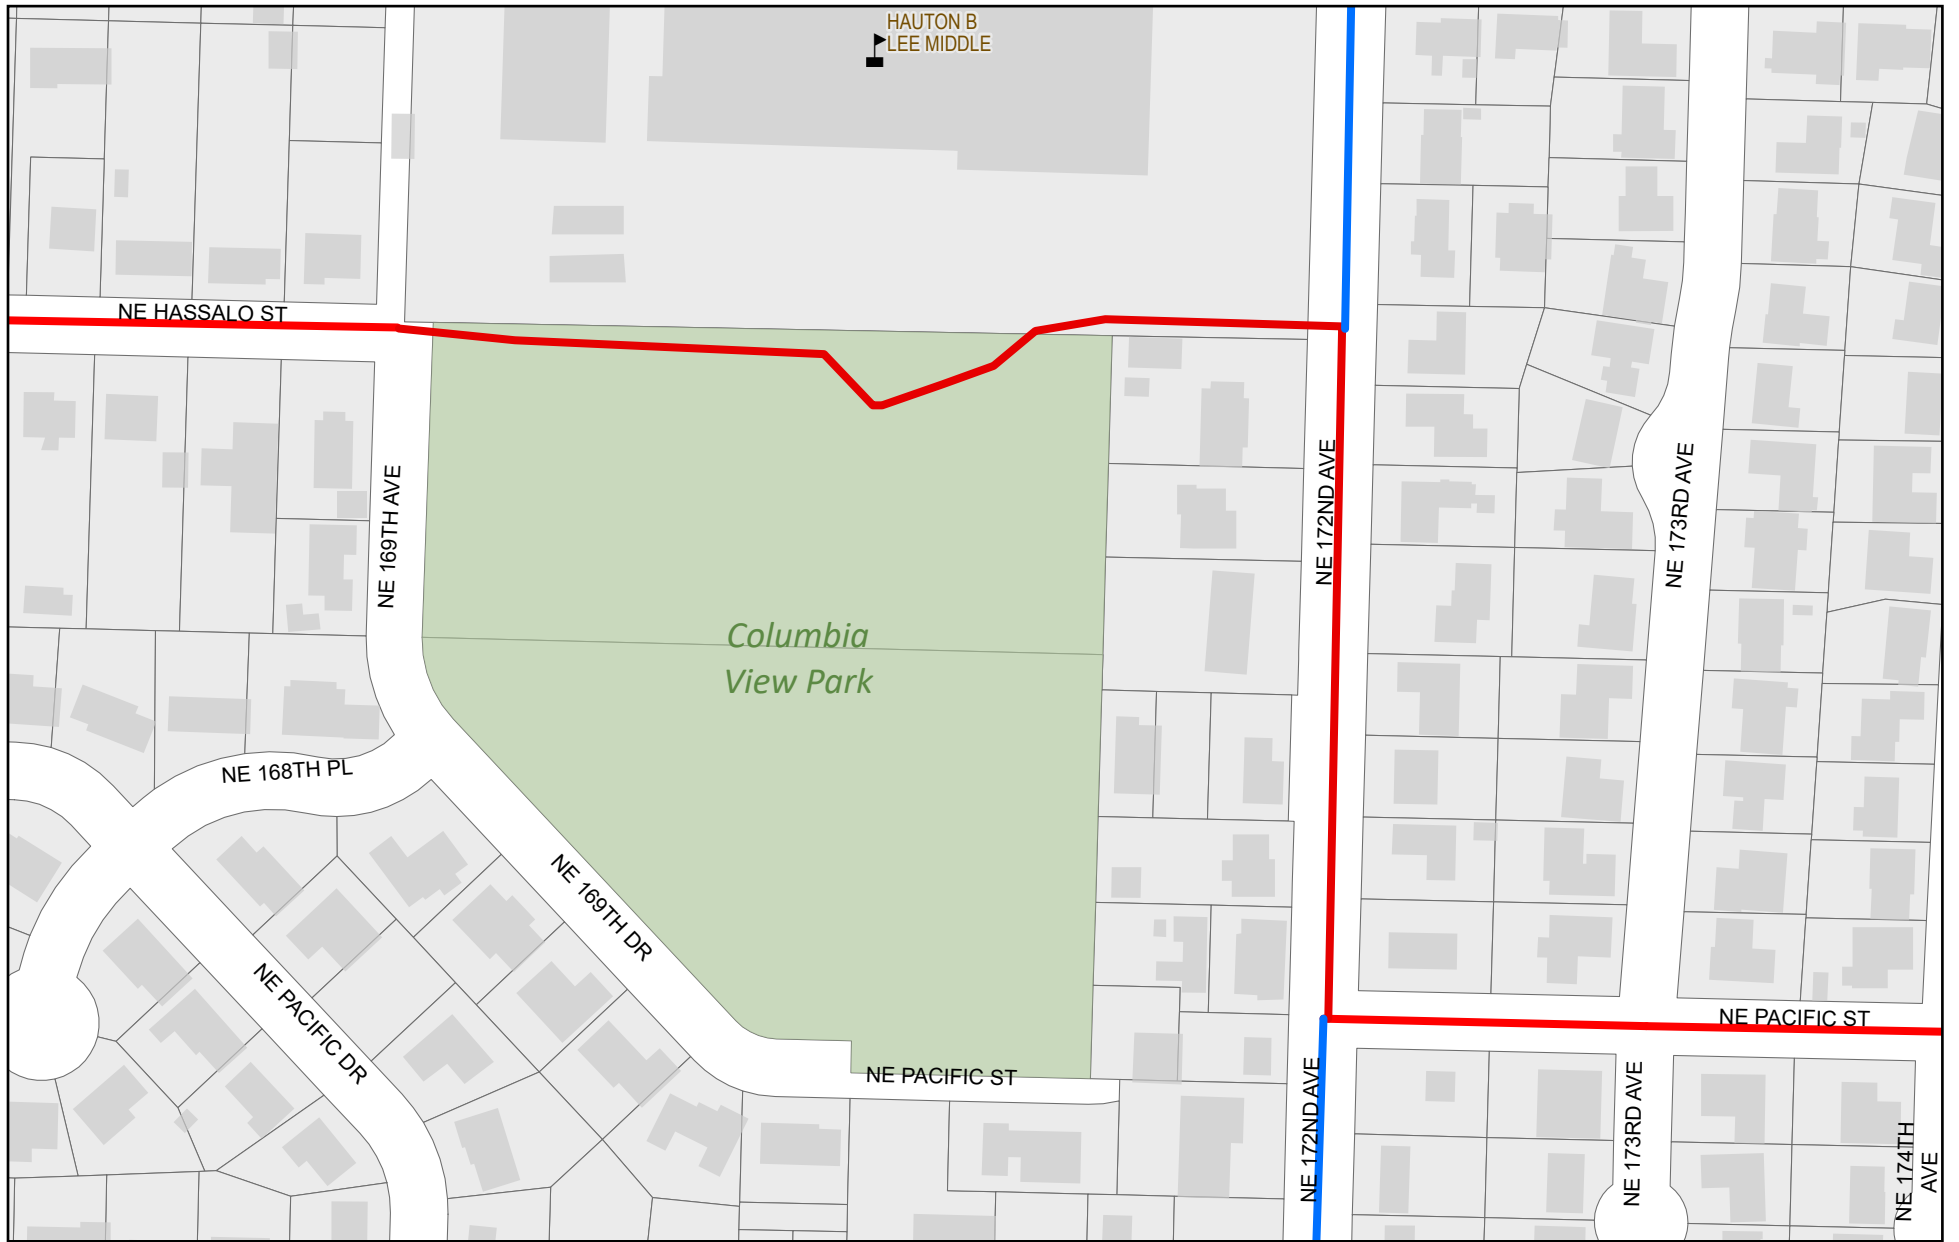 HAUTON B
LEE MIDDLE
NE HASSALO ST
NE 169TH AVE
NE 172ND AVE
NE 173RD AVE
Columbia
View Park
NE 168TH PL
NE 169TH DR
NE PACIFIC DR
NE PACIFIC ST
NE PACIFIC ST
NE 172ND AVE
NE 173RD AVE
NE 174TH
AVE